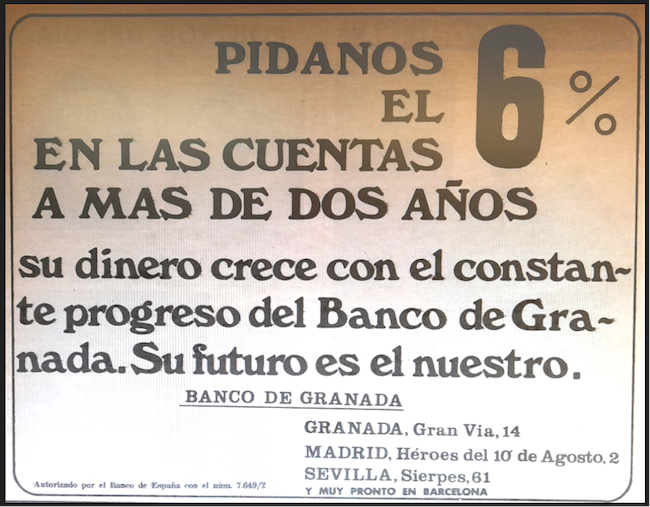 PIDANOS
EL 6%
EN LAS CUENTAS
A MAS DE DOS AÑOS
su dinero crece con el constan-
te progreso del Banco de Gra-
nada. Su futuro es el nuestro.
BANCO DE GRANADA
GRANADA, Gran Via, 14
MADRID, Héroes del 10 de Agosto, 2
SEVILLA, Sierpes, 61
Y MUY PRONTO EN BARCELONA
Autorizado por el Banco de España con el núm. 7.649/2